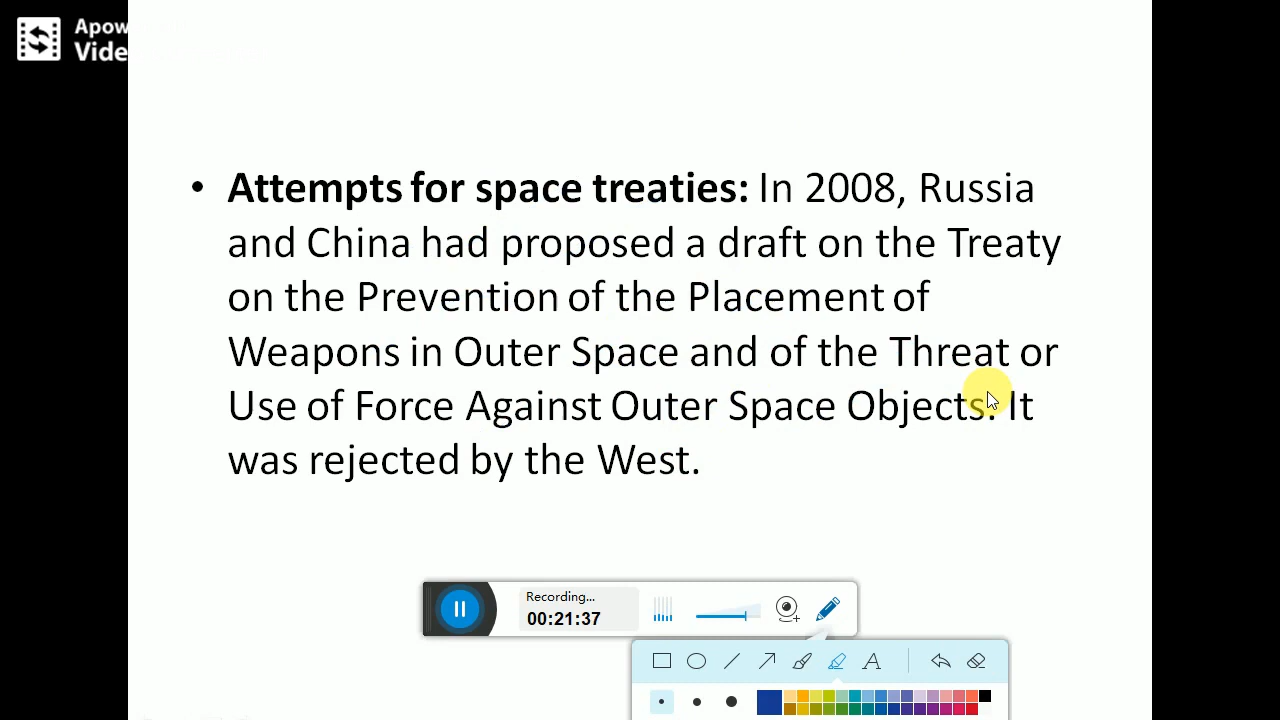 Apow
Vide
• Attempts for space treaties: In 2008, Russia
and China had proposed a draft on the Treaty
on the Prevention of the Placement of
Weapons in Outer Space and of the Threat or
Use of Force Against Outer Space Objects. It
was rejected by the West.
Recording...
00:21:37
A